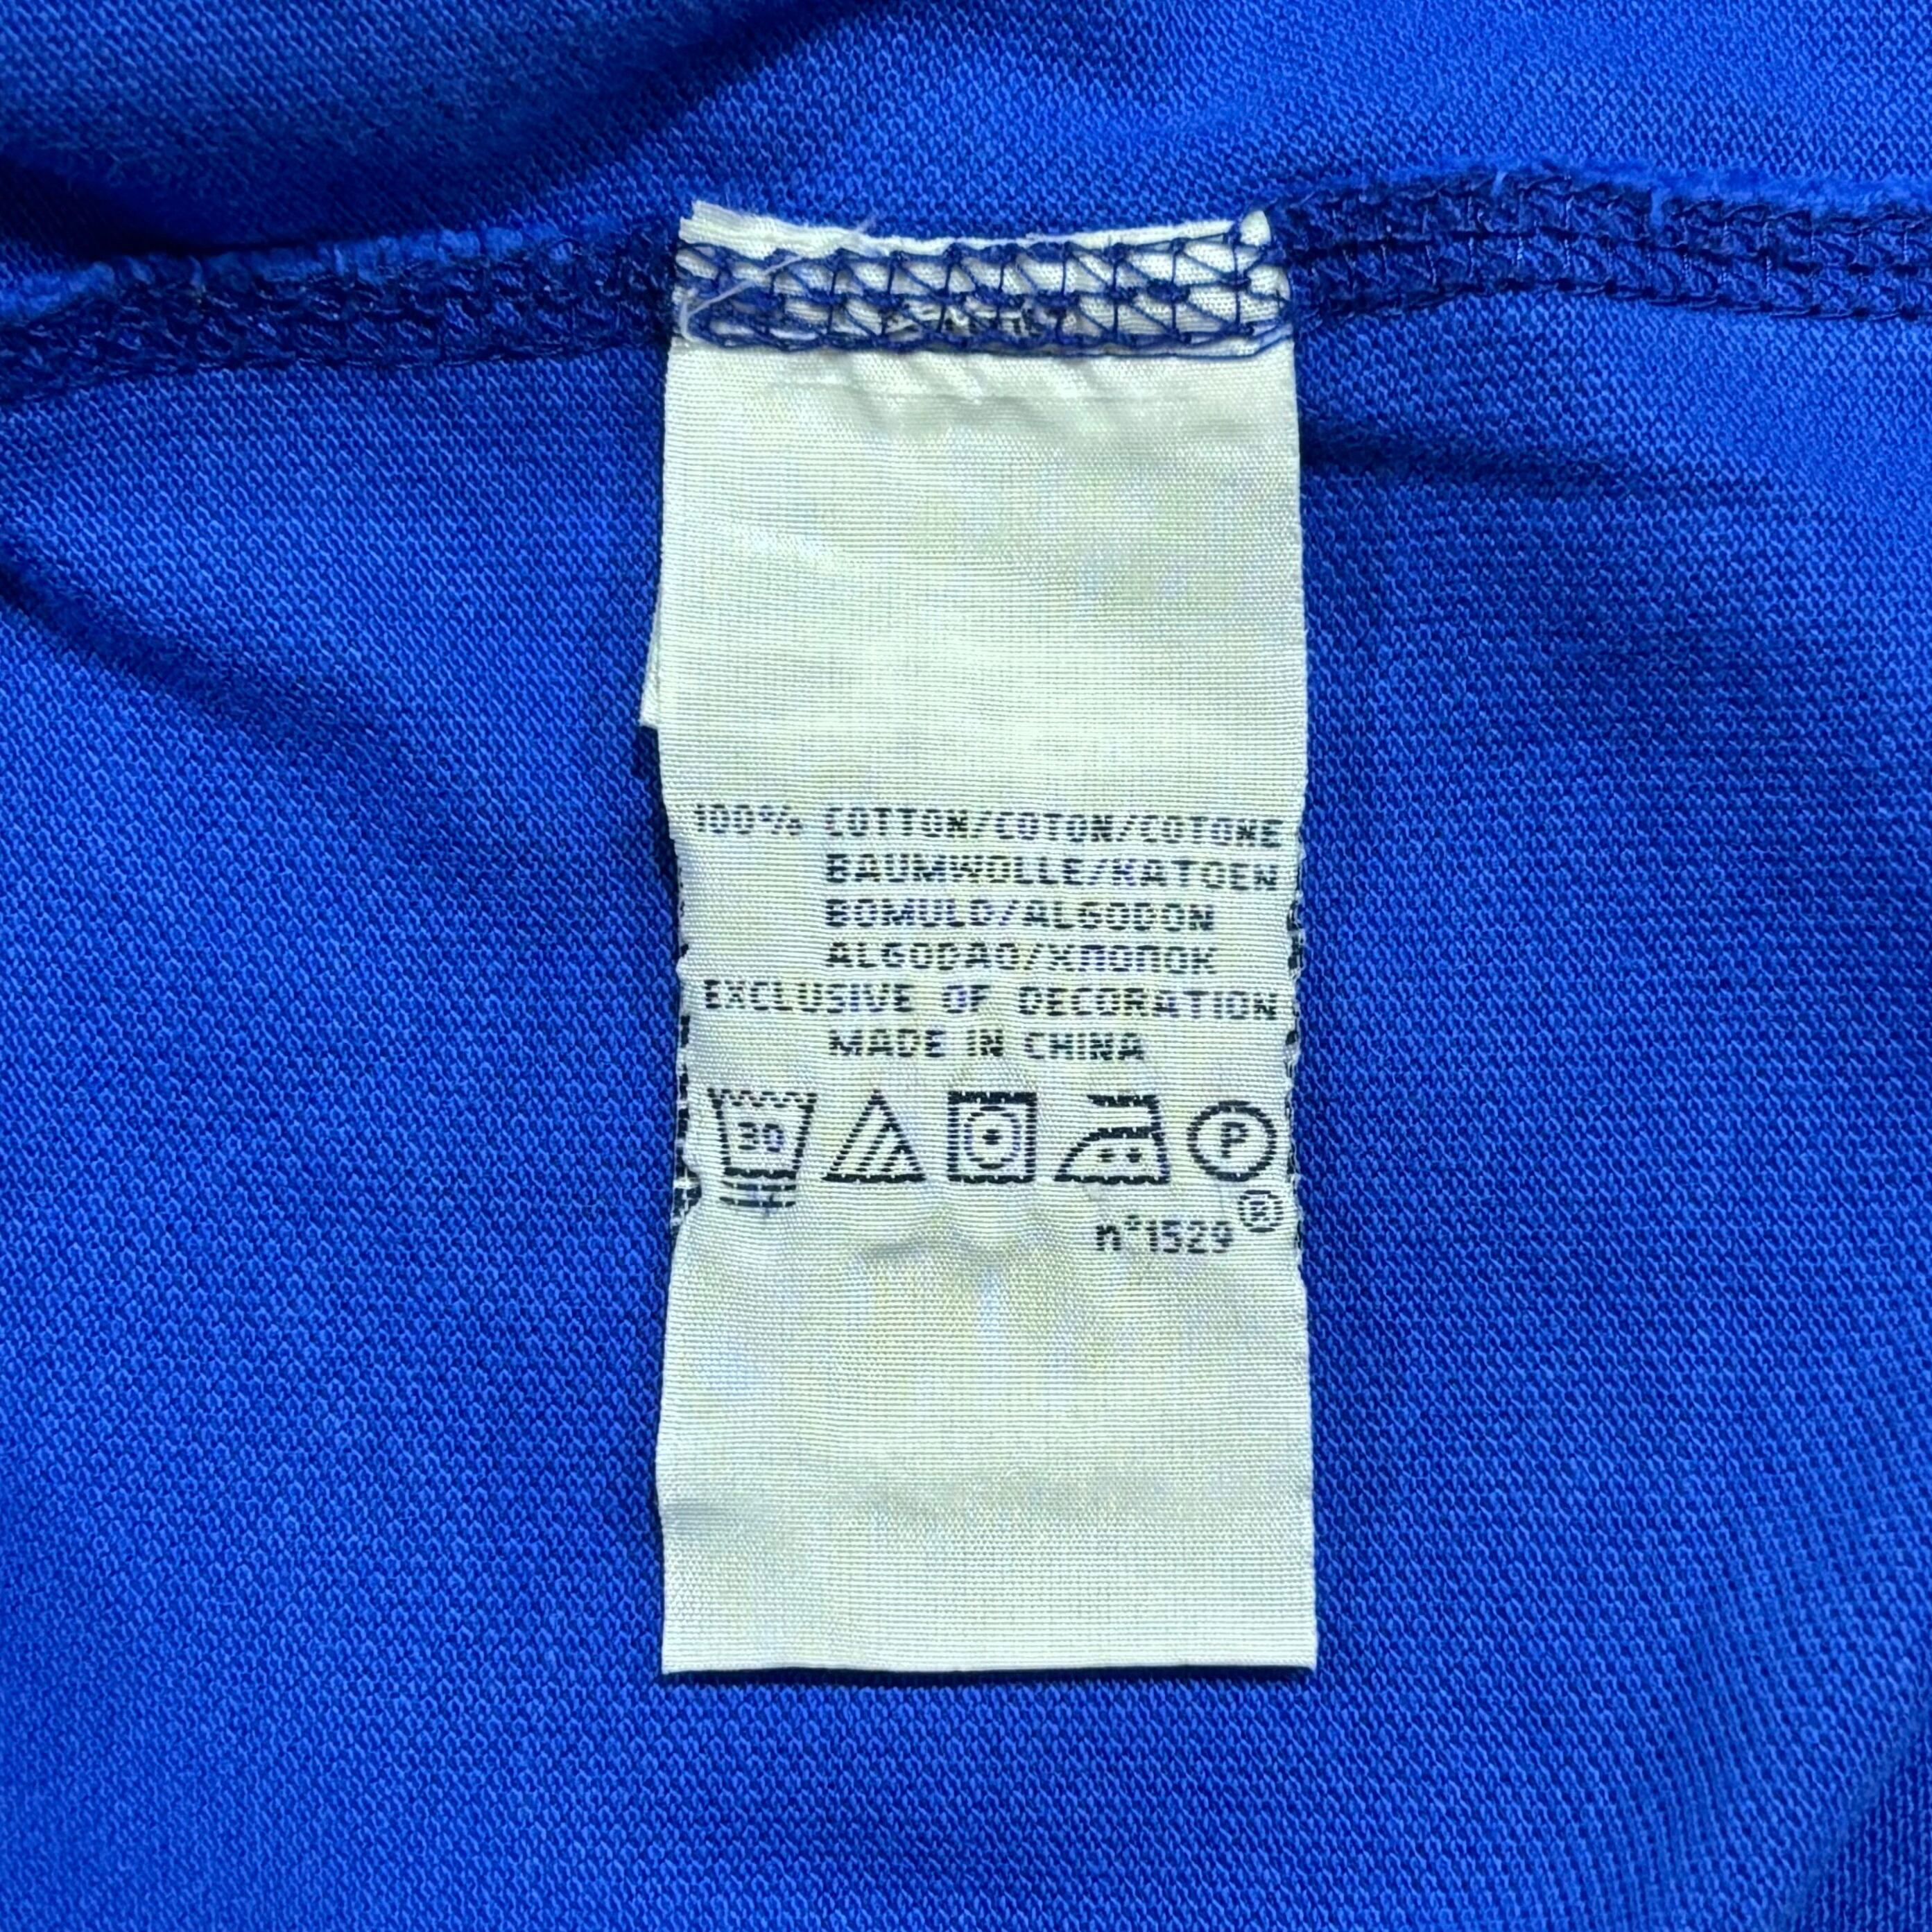 100% COTTON/COTON/COTONE
BAUMWOLLE/KATOEN
BOMULD/ALGODON
ALGODAO/ХЛОПОК
EXCLUSIVE OF DECORATION
MADE IN CHINA
30
P
n°1529 ®